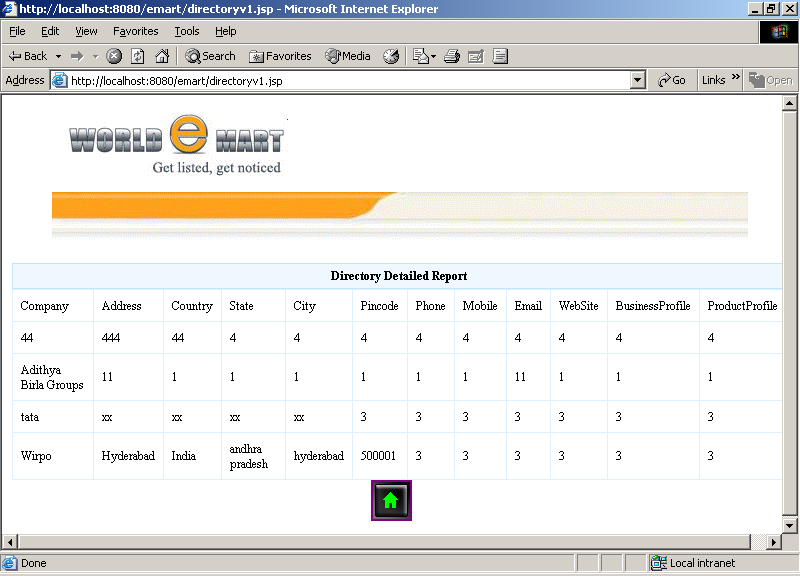 http://localhost:8080/emart/directoryv1.jsp - Microsoft Internet Explorer
File Edit View Favorites Tools Help
Back Search Favorites Media
Address http://localhost:8080/emart/directoryv1.jsp Go Links » Open
WORLD e MART
Get listed, get noticed
Directory Detailed Report
Company Address Country State City Pincode Phone Mobile Email WebSite BusinessProfile ProductProfile
44 444 44 4 4 4 4 4 4 4 4 4
Adithya
Birla Groups 11 1 1 1 1 1 1 11 1 1 1
tata xx xx xx xx 3 3 3 3 3 3 3
Wirpo Hyderabad India andhra
pradesh hyderabad 500001 3 3 3 3 3 3
Done Local intranet